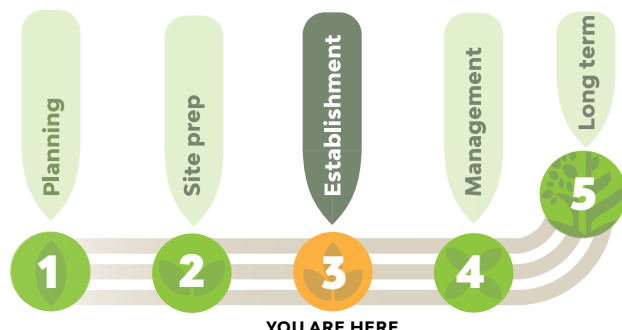 Planning
Site prep
Establishment
Management
Long term
1
2
3
4
5
YOU ARE HERE